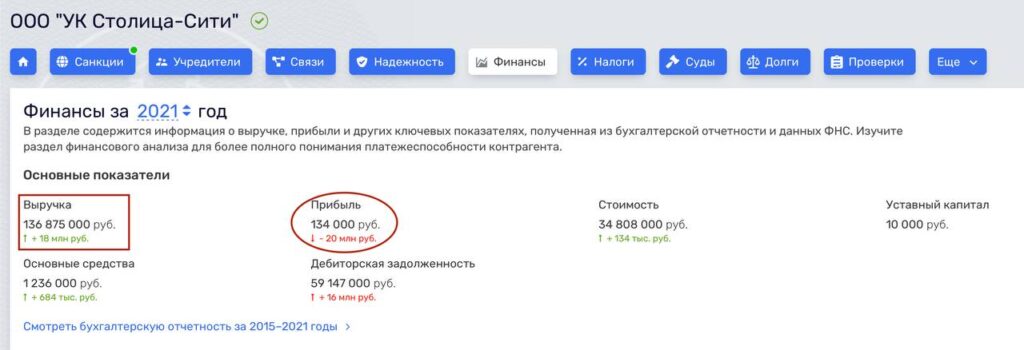 ООО "УК Столица-Сити"
Санкции Учредители Связи Надежность Финансы Налоги Суды Долги Проверки Еще
Финансы за 2021 год
В разделе содержится информация о выручке, прибыли и других ключевых показателях, полученная из бухгалтерской отчетности и данных ФНС. Изучите
раздел финансового анализа для более полного понимания платежеспособности контрагента.
Основные показатели
Выручка Прибыль Стоимость Уставный капитал
136 875 000 руб. 134 000 руб. 34 808 000 руб. 10 000 руб.
↑ + 18 млн руб. ↓ - 20 млн руб. ↑ + 134 тыс. руб.
Основные средства Дебиторская задолженность
1 236 000 руб. 59 147 000 руб.
↑ + 684 тыс. руб. ↑ + 16 млн руб.
Смотреть бухгалтерскую отчетность за 2015–2021 годы >